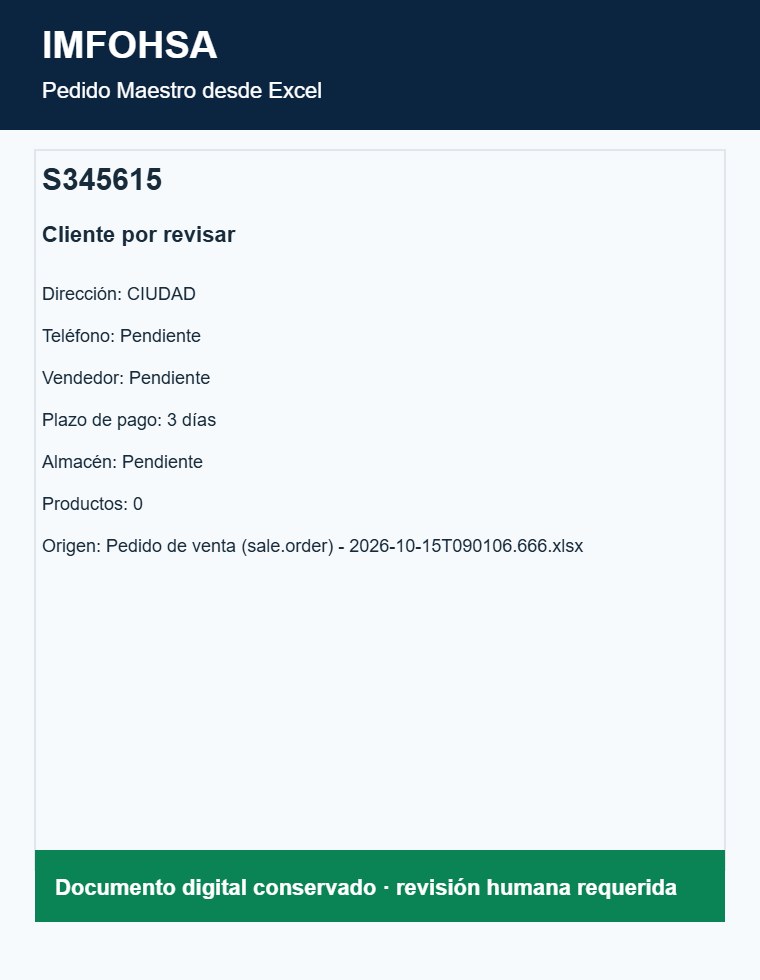 IMFOHSA
Pedido Maestro desde Excel
S345615
Cliente por revisar
Dirección: CIUDAD
Teléfono: Pendiente
Vendedor: Pendiente
Plazo de pago: 3 días
Almacén: Pendiente
Productos: 0
Origen: Pedido de venta (sale.order) - 2026-10-15T090106.666.xlsx
Documento digital conservado · revisión humana requerida